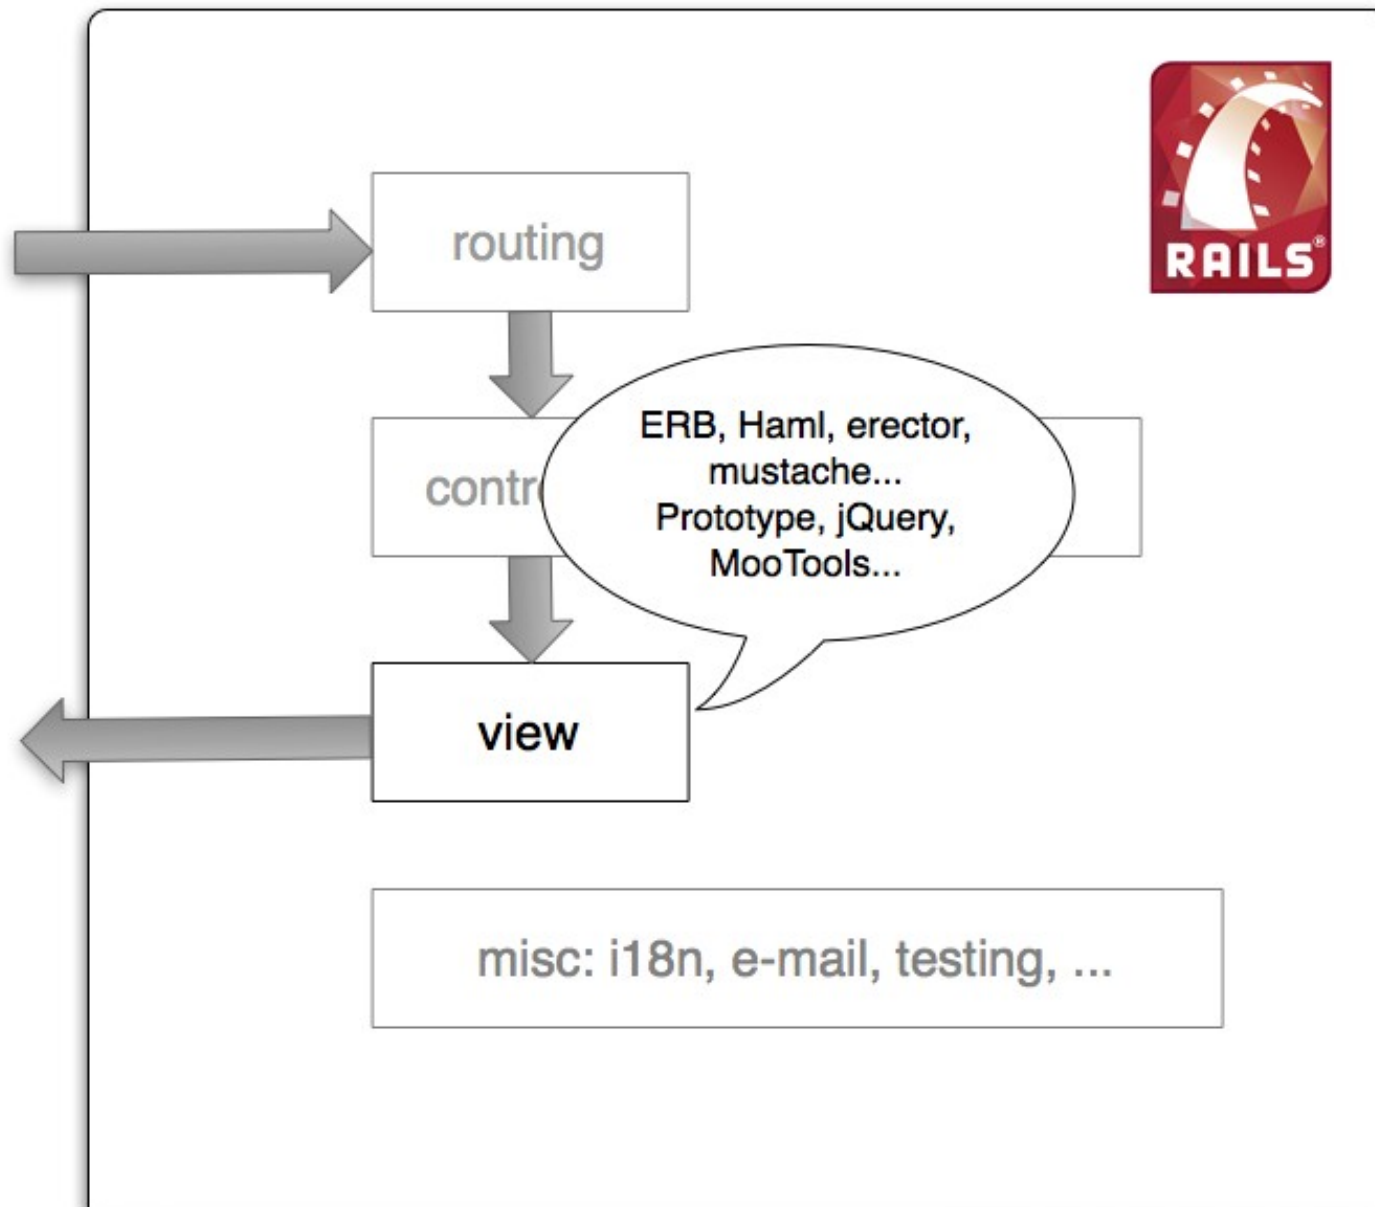 RAILS®
routing
ERB, Haml, erector,
mustache...
Prototype, jQuery,
MooTools...
contr
view
misc: i18n, e-mail, testing, ...